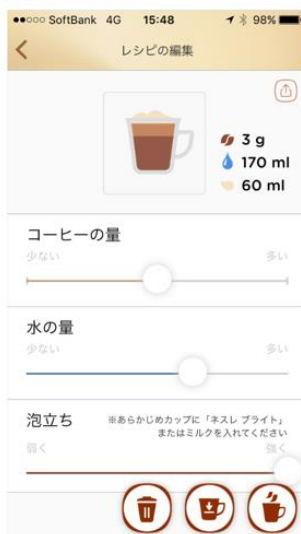 ●●○○○ SoftBank 4G 15:48 98%
レシピの編集
3 g
170 ml
60 ml
コーヒーの量
少ない 多い
水の量
少ない 多い
泡立ち ※あらかじめカップに「ネスレ ブライト」
またはミルクを入れてください
弱く 強く